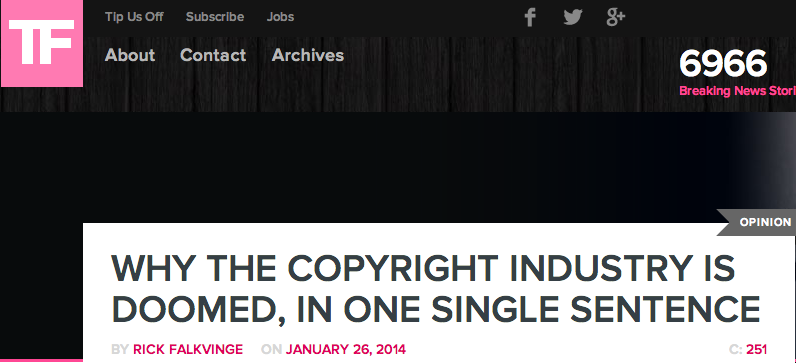 TF
Tip Us Off Subscribe Jobs
About Contact Archives
6966
Breaking News Stori
OPINION
WHY THE COPYRIGHT INDUSTRY IS
DOOMED, IN ONE SINGLE SENTENCE
BY RICK FALKVINGE ON JANUARY 26, 2014 C: 251